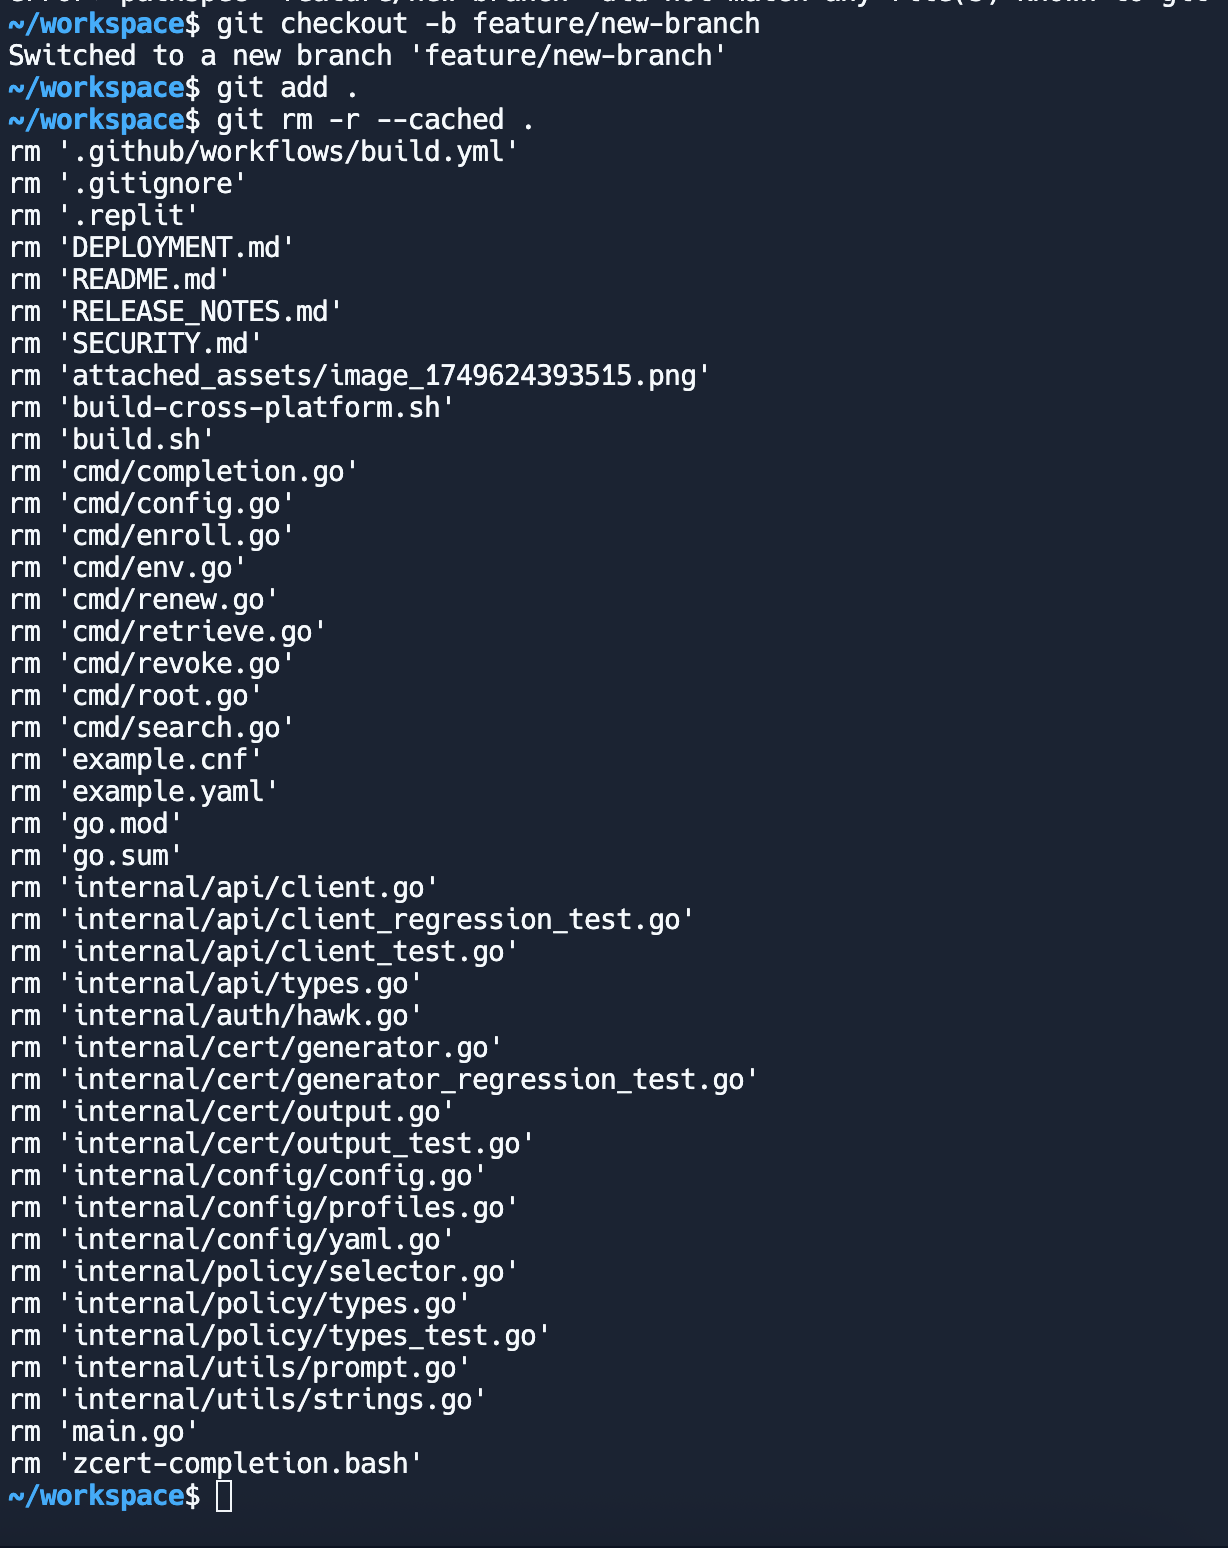 ~/workspace$ git checkout -b feature/new-branch
Switched to a new branch 'feature/new-branch'
~/workspace$ git add .
~/workspace$ git rm -r --cached .
rm '.github/workflows/build.yml'
rm '.gitignore'
rm '.replit'
rm 'DEPLOYMENT.md'
rm 'README.md'
rm 'RELEASE_NOTES.md'
rm 'SECURITY.md'
rm 'attached_assets/image_1749624393515.png'
rm 'build-cross-platform.sh'
rm 'build.sh'
rm 'cmd/completion.go'
rm 'cmd/config.go'
rm 'cmd/enroll.go'
rm 'cmd/env.go'
rm 'cmd/renew.go'
rm 'cmd/retrieve.go'
rm 'cmd/revoke.go'
rm 'cmd/root.go'
rm 'cmd/search.go'
rm 'example.cnf'
rm 'example.yaml'
rm 'go.mod'
rm 'go.sum'
rm 'internal/api/client.go'
rm 'internal/api/client_regression_test.go'
rm 'internal/api/client_test.go'
rm 'internal/api/types.go'
rm 'internal/auth/hawk.go'
rm 'internal/cert/generator.go'
rm 'internal/cert/generator_regression_test.go'
rm 'internal/cert/output.go'
rm 'internal/cert/output_test.go'
rm 'internal/config/config.go'
rm 'internal/config/profiles.go'
rm 'internal/config/yaml.go'
rm 'internal/policy/selector.go'
rm 'internal/policy/types.go'
rm 'internal/policy/types_test.go'
rm 'internal/utils/prompt.go'
rm 'internal/utils/strings.go'
rm 'main.go'
rm 'zcert-completion.bash'
~/workspace$